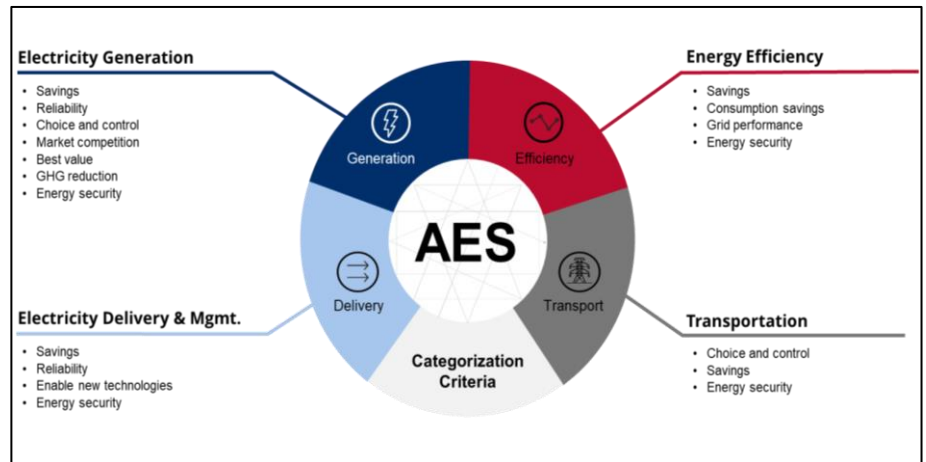 Electricity Generation
• Savings
• Reliability
• Choice and control
• Market competition
• Best value
• GHG reduction
• Energy security
Energy Efficiency
• Savings
• Consumption savings
• Grid performance
• Energy security
Generation
Efficiency
AES
Delivery
Transport
Categorization
Criteria
Electricity Delivery & Mgmt.
• Savings
• Reliability
• Enable new technologies
• Energy security
Transportation
• Choice and control
• Savings
• Energy security